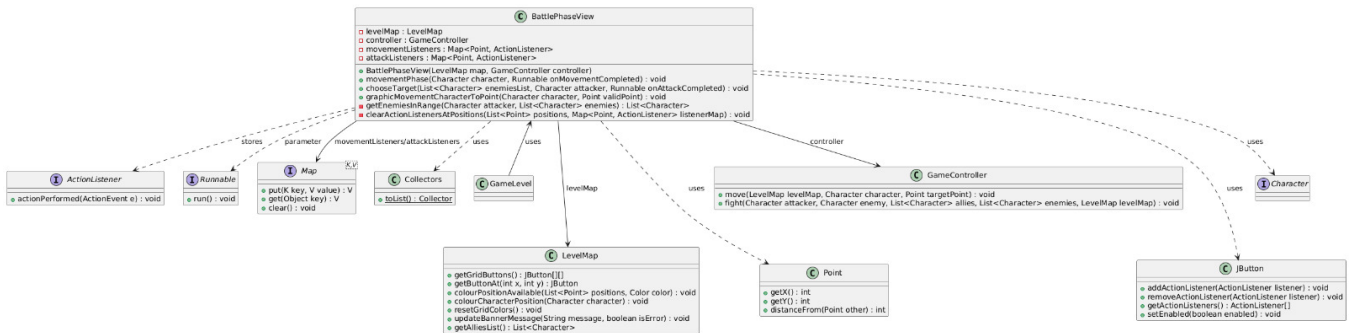 C BattlePhaseView
levelMap : LevelMap
controller : GameController
movementListeners : Map<Point, ActionListener>
attackListeners : Map<Point, ActionListener>
BattlePhaseView(LevelMap map, GameController controller)
movementPhase(Character character, Runnable onMovementCompleted) : void
chooseTarget(List<Character> enemiesList, Character attacker, Runnable onAttackCompleted) : void
graphicMovementCharacterToPoint(Character character, Point validPoint) : void
getEnemiesInRange(Character attacker, List<Character> enemies) : List<Character>
clearActionListenersAtPositions(List<Point> positions, Map<Point, ActionListener> listenerMap) : void
stores
parameter
movementListeners/attackListeners
uses
uses
levelMap
uses
controller
uses
uses
I ActionListener
actionPerformed(ActionEvent e) : void
I Runnable
run() : void
I Map
K,V
put(K key, V value) : V
get(Object key) : V
clear() : void
C Collectors
toList() : Collector
C GameLevel
C GameController
move(LevelMap levelMap, Character character, Point targetPoint) : void
fight(Character attacker, Character enemy, List<Character> allies, List<Character> enemies, LevelMap levelMap) : void
I Character
C LevelMap
getGridButtons() : JButton[][]
getButtonAt(int x, int y) : JButton
colourPositionAvailable(List<Point> positions, Color color) : void
colourCharacterPosition(Character character) : void
resetGridColors() : void
updateBannerMessage(String message, boolean isError) : void
getAlliesList() : List<Character>
C Point
getX() : int
getY() : int
distanceFrom(Point other) : int
C JButton
addActionListener(ActionListener listener) : void
removeActionListener(ActionListener listener) : void
getActionListeners() : ActionListener[]
setEnabled(boolean enabled) : void